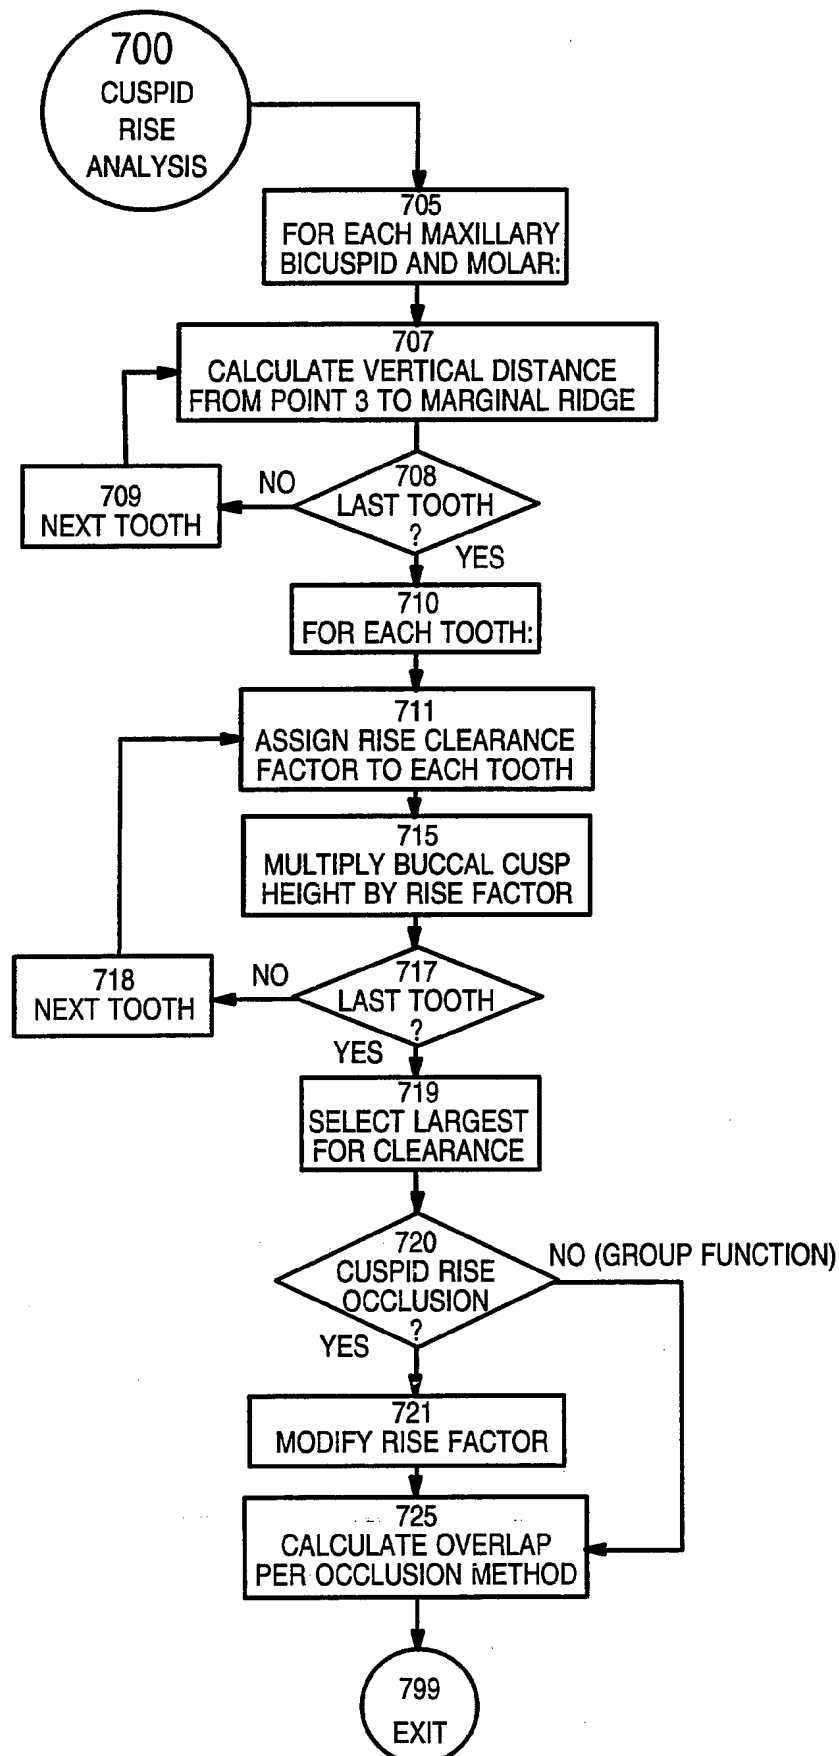 700
CUSPID
RISE
ANALYSIS
705
FOR EACH MAXILLARY
BICUSPID AND MOLAR:
707
CALCULATE VERTICAL DISTANCE
FROM POINT 3 TO MARGINAL RIDGE
708
LAST TOOTH
?
NO
709
NEXT TOOTH
YES
710
FOR EACH TOOTH:
711
ASSIGN RISE CLEARANCE
FACTOR TO EACH TOOTH
715
MULTIPLY BUCCAL CUSP
HEIGHT BY RISE FACTOR
717
LAST TOOTH
?
NO
718
NEXT TOOTH
YES
719
SELECT LARGEST
FOR CLEARANCE
720
CUSPID RISE
OCCLUSION
?
NO (GROUP FUNCTION)
YES
721
MODIFY RISE FACTOR
725
CALCULATE OVERLAP
PER OCCLUSION METHOD
799
EXIT